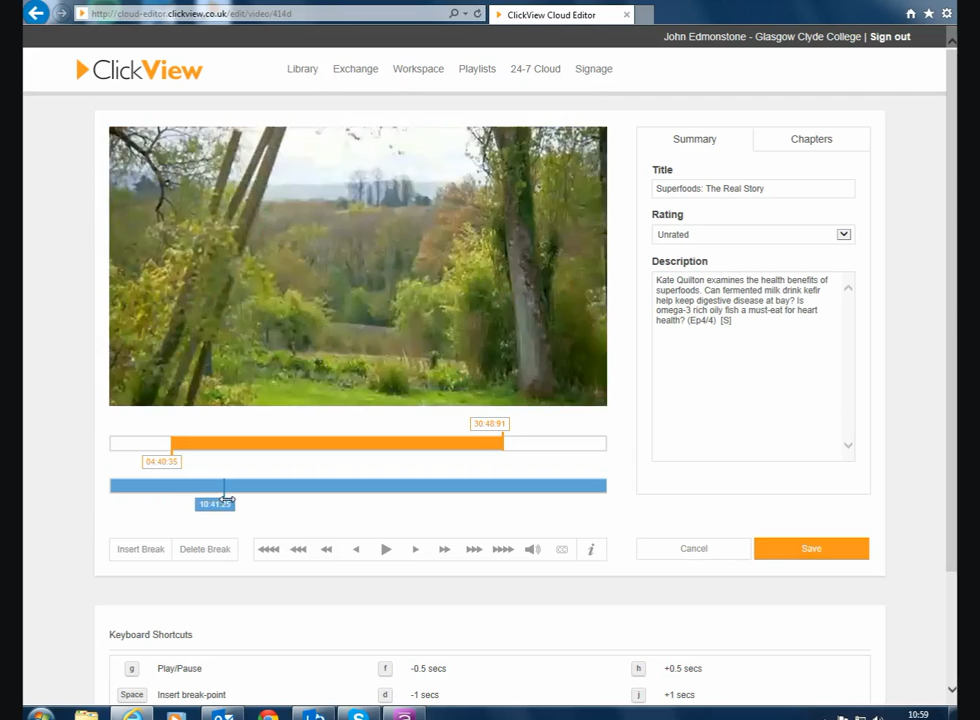 http://cloud-editor.clickview.co.uk/edit/video/414d
ClickView Cloud Editor
John Edmonstone - Glasgow Clyde College | Sign out
ClickView
Library
Exchange
Workspace
Playlists
24-7 Cloud
Signage
Summary
Chapters
Title
Superfoods: The Real Story
Rating
Unrated
Description
Kate Quilton examines the health benefits of
superfoods. Can fermented milk drink kefir
help keep digestive disease at bay? Is
omega-3 rich oily fish a must-eat for heart
health? (Ep4/4) [S]
30:48:91
04:40:35
10:41:25
Insert Break
Delete Break
i
Cancel
Save
Keyboard Shortcuts
g Play/Pause
f -0.5 secs
h +0.5 secs
Space Insert break-point
d -1 secs
j +1 secs
10:59